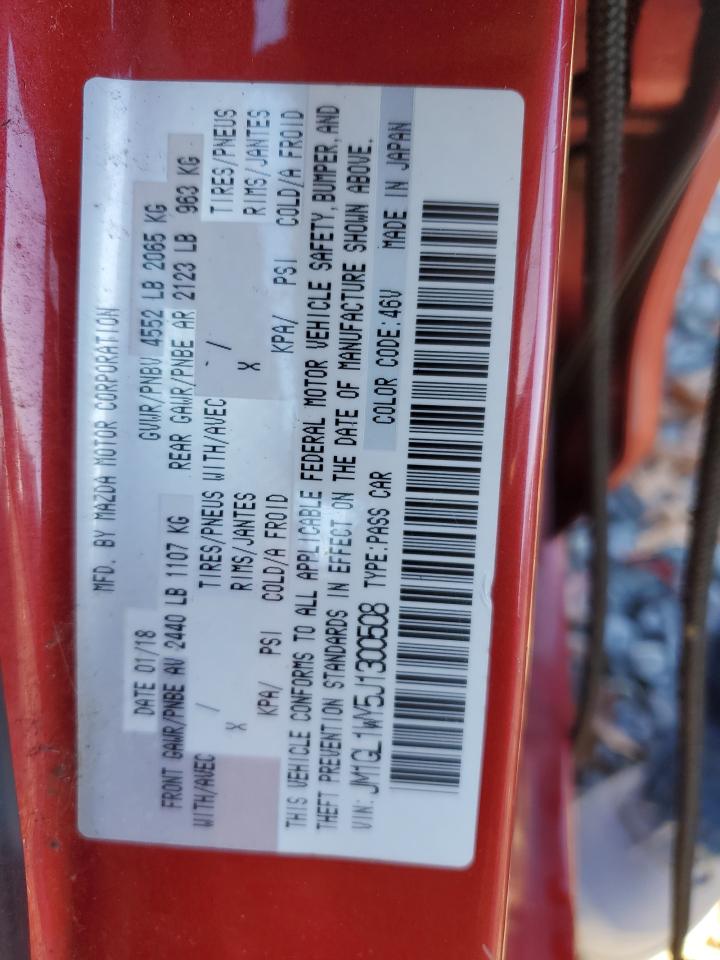 MFD. BY MAZDA MOTOR CORPORATION
DATE 01/18 GVWR/PNBV 4552 LB 2065 KG
FRONT GAWR/PNBE AV 2440 LB 1107 KG REAR GAWR/PNBE AR 2123 LB 963 KG
WITH/AVEC / TIRES/PNEUS WITH/AVEC / TIRES/PNEUS
X RIMS/JANTES X RIMS/JANTES
KPA/ PSI COLD/A FROID KPA/ PSI COLD/A FROID
THIS VEHICLE CONFORMS TO ALL APPLICABLE FEDERAL MOTOR VEHICLE SAFETY, BUMPER, AND
THEFT PREVENTION STANDARDS IN EFFECT ON THE DATE OF MANUFACTURE SHOWN ABOVE.
VIN: JM1GL1WY5J1300508 TYPE:PASS CAR COLOR CODE:46V MADE IN JAPAN